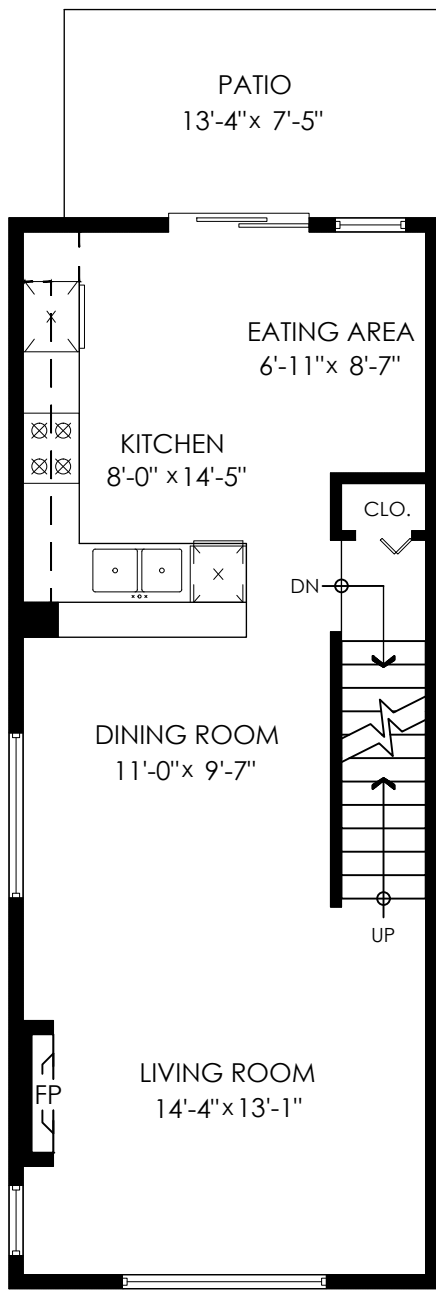 PATIO
13'-4"x 7'-5"
EATING AREA
6'-11"x 8'-7"
KITCHEN
8'-0" x14'-5"
CLO.
DN
DINING ROOM
11'-0"x 9'-7"
UP
LIVING ROOM
14'-4"x13'-1"
FP